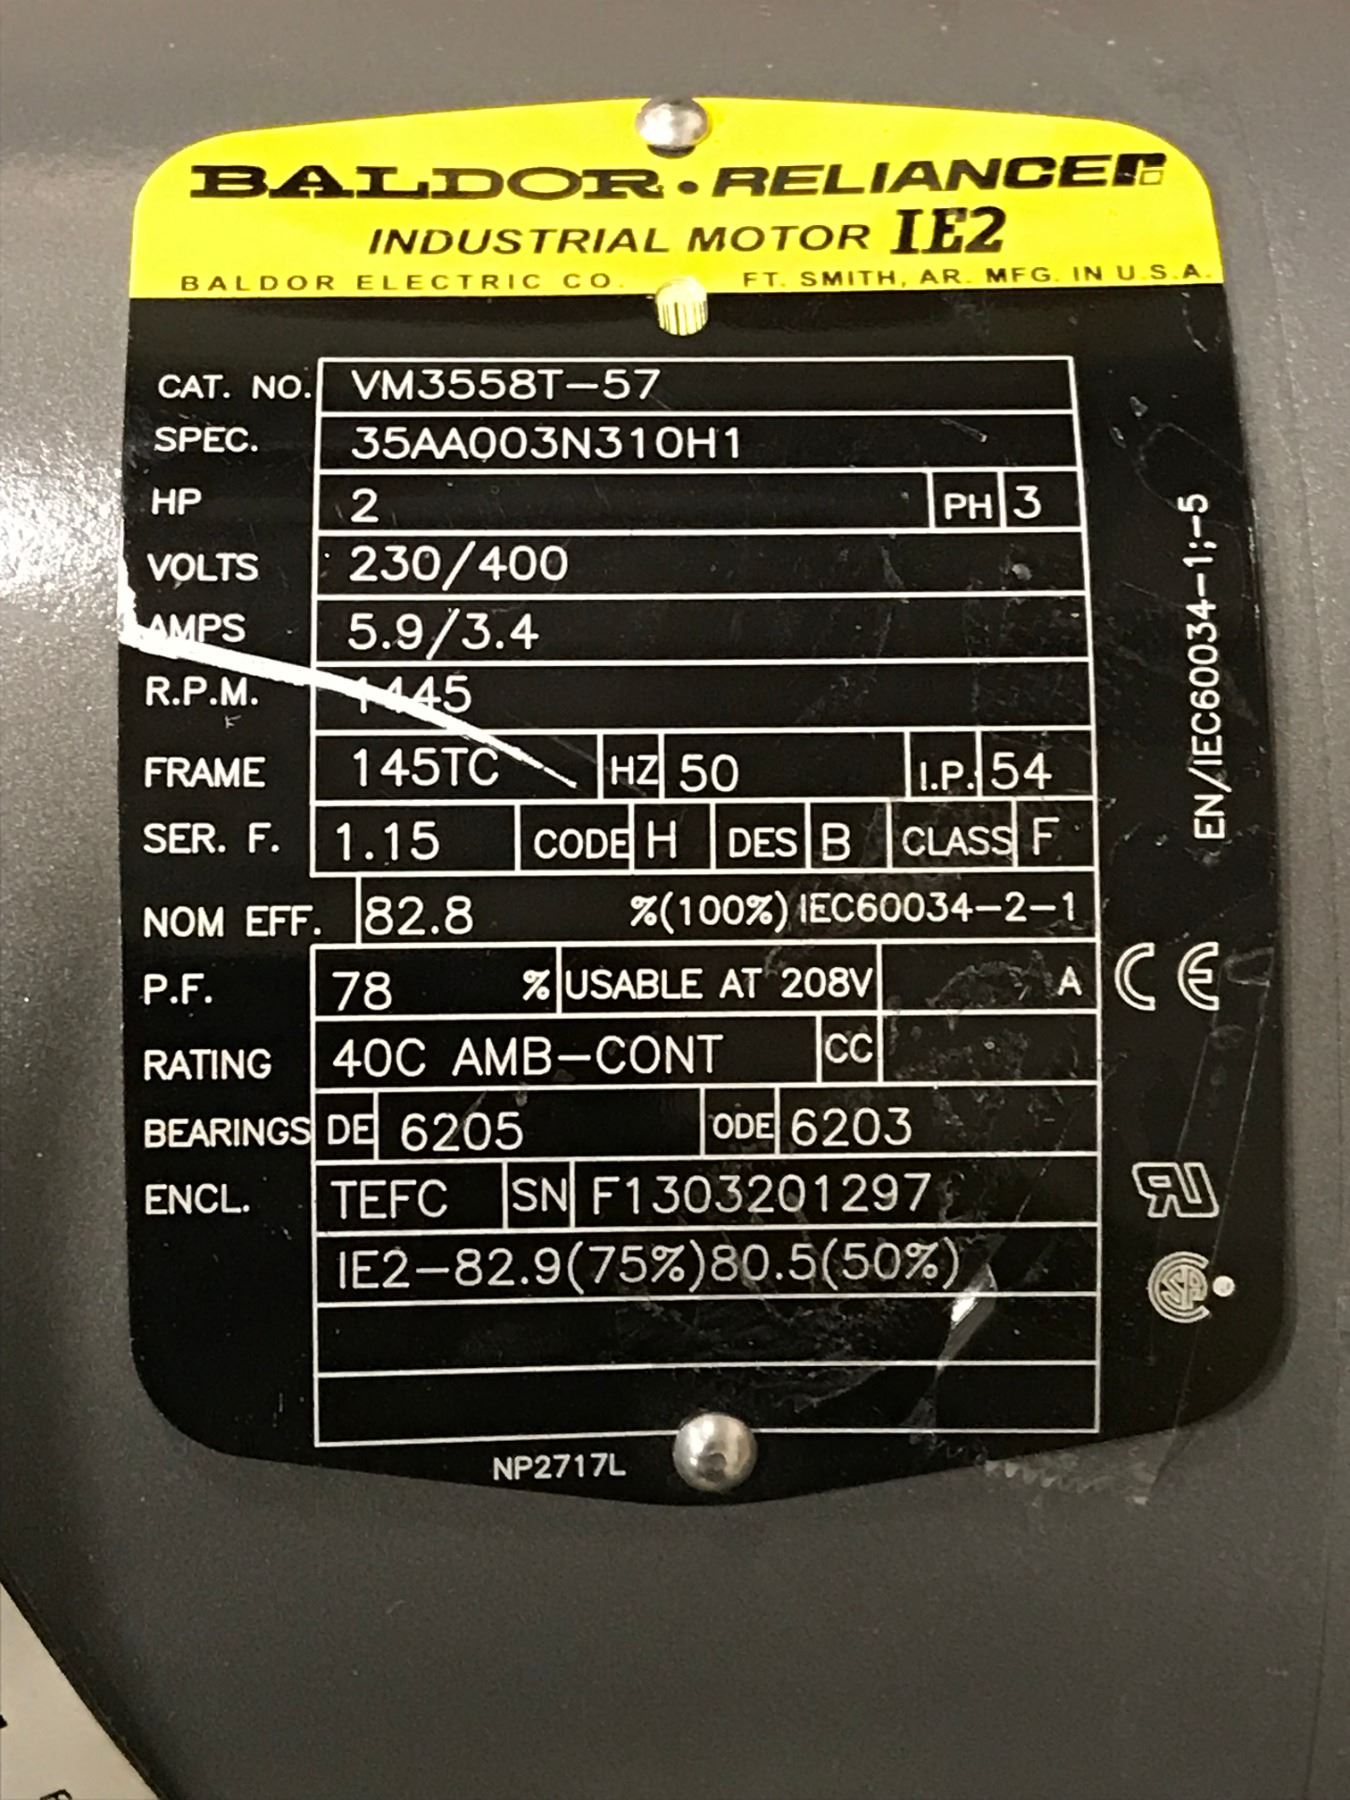 BALDOR • RELIANCE
INDUSTRIAL MOTOR IE2
BALDOR ELECTRIC CO. FT. SMITH, AR. MFG. IN U.S.A.
CAT. NO. VM3558T-57
SPEC. 35AA003N310H1
HP 2 PH 3
VOLTS 230/400
AMPS 5.9/3.4
R.P.M. 1445
FRAME 145TC HZ 50 I.P. 54
SER. F. 1.15 CODE H DES B CLASS F
NOM EFF. 82.8 %(100%) IEC60034-2-1
P.F. 78 % USABLE AT 208V A
RATING 40C AMB-CONT CC
BEARINGS DE 6205 ODE 6203
ENCL. TEFC SN F1303201297
IE2-82.9(75%)80.5(50%)
NP2717L
EN/IEC60034-1;-5
CE
RU
CSA